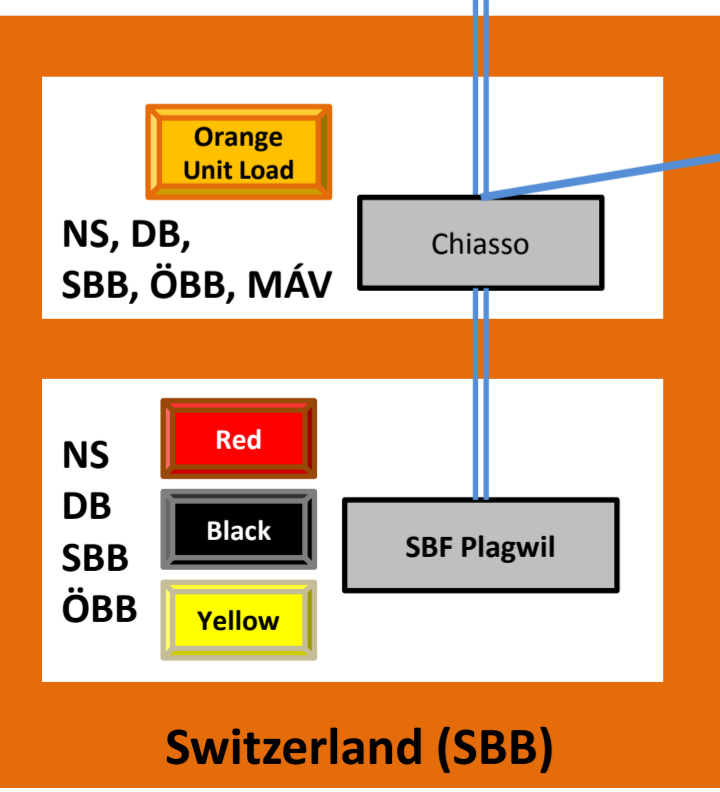 Orange
Unit Load
NS, DB,
SBB, ÖBB, MÁV
Chiasso
NS
DB
SBB
ÖBB
Red
Black
Yellow
SBF Plagwil
Switzerland (SBB)